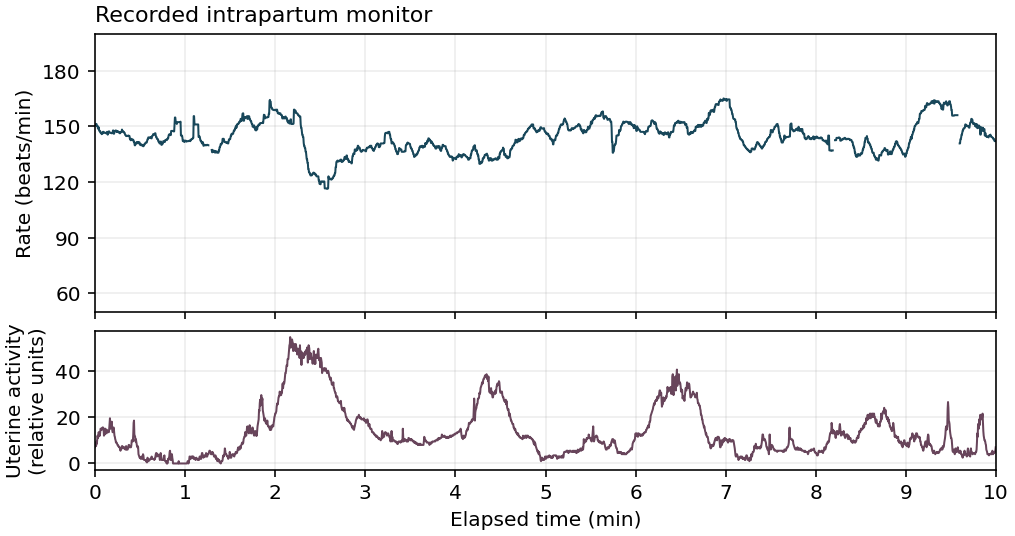 Recorded intrapartum monitor
Rate (beats/min)
180
150
120
90
60
Uterine activity
(relative units)
40
20
0
0 1 2 3 4 5 6 7 8 9 10
Elapsed time (min)